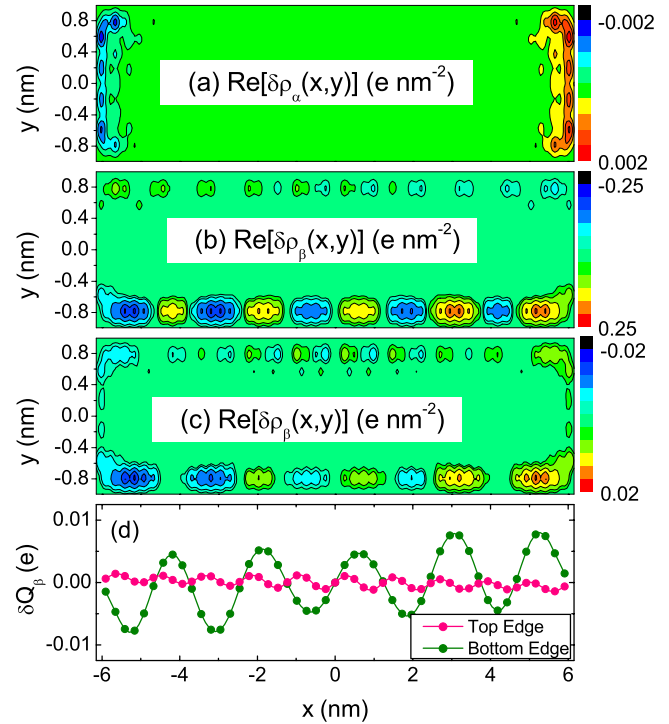 0.8
0.4
0.0
-0.4
-0.8
y (nm)
(a) Re[δρα(x,y)] (e nm-2)
-0.002
0.002
0.8
0.4
0.0
-0.4
-0.8
y (nm)
(b) Re[δρβ(x,y)] (e nm-2)
-0.25
0.25
0.8
0.4
0.0
-0.4
-0.8
y (nm)
(c) Re[δρβ(x,y)] (e nm-2)
-0.02
0.02
0.01
0.00
-0.01
δQβ (e)
(d)
Top Edge
Bottom Edge
-6 -4 -2 0 2 4 6
x (nm)